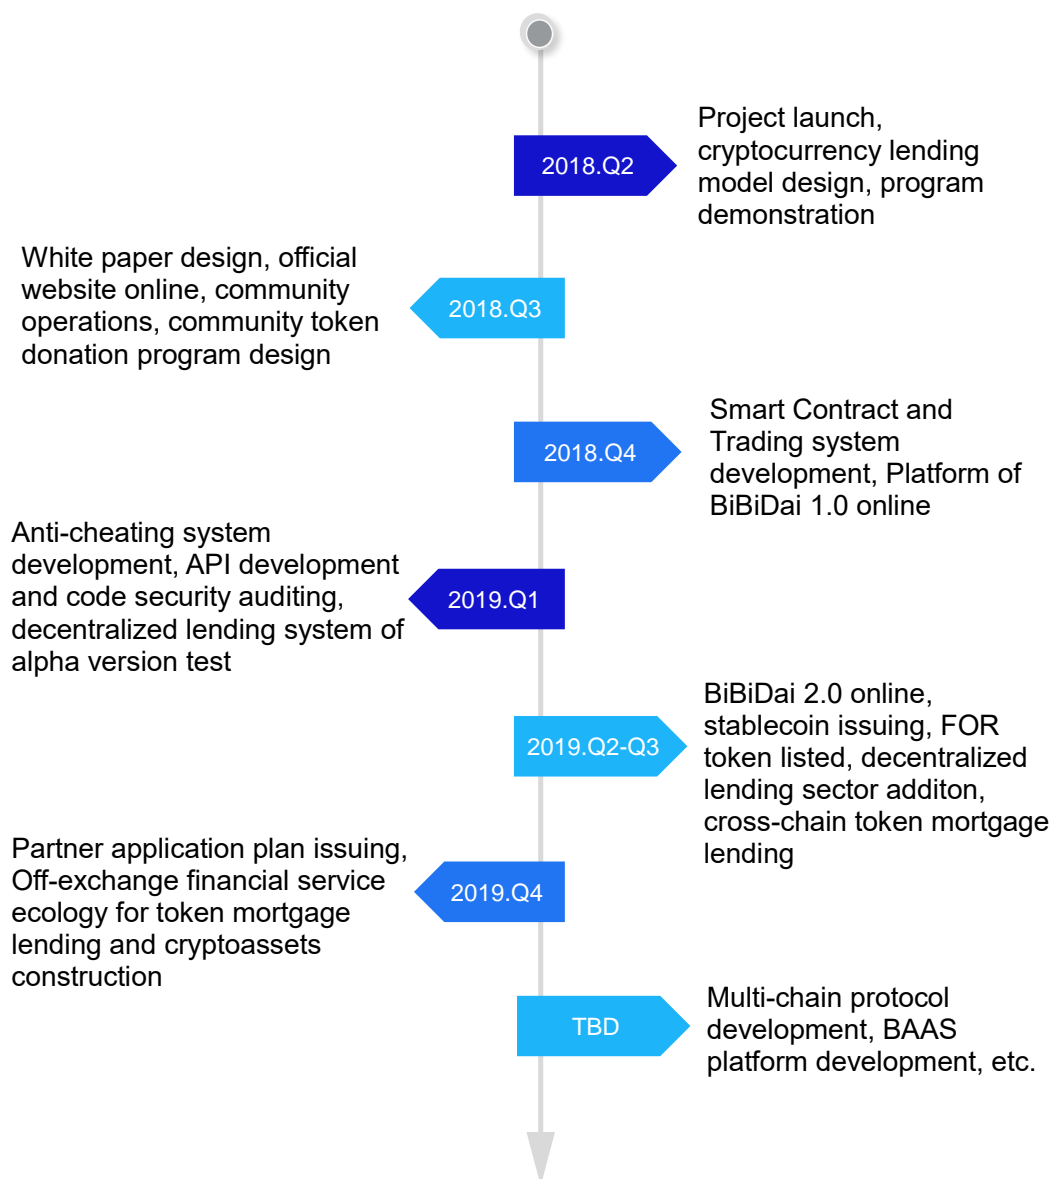 2018.Q2
Project launch,
cryptocurrency lending
model design, program
demonstration
White paper design, official
website online, community
operations, community token
donation program design
2018.Q3
2018.Q4
Smart Contract and
Trading system
development, Platform of
BiBiDai 1.0 online
Anti-cheating system
development, API development
and code security auditing,
decentralized lending system of
alpha version test
2019.Q1
2019.Q2-Q3
BiBiDai 2.0 online,
stablecoin issuing, FOR
token listed, decentralized
lending sector additon,
cross-chain token mortgage
lending
Partner application plan issuing,
Off-exchange financial service
ecology for token mortgage
lending and cryptoassets
construction
2019.Q4
TBD
Multi-chain protocol
development, BAAS
platform development, etc.